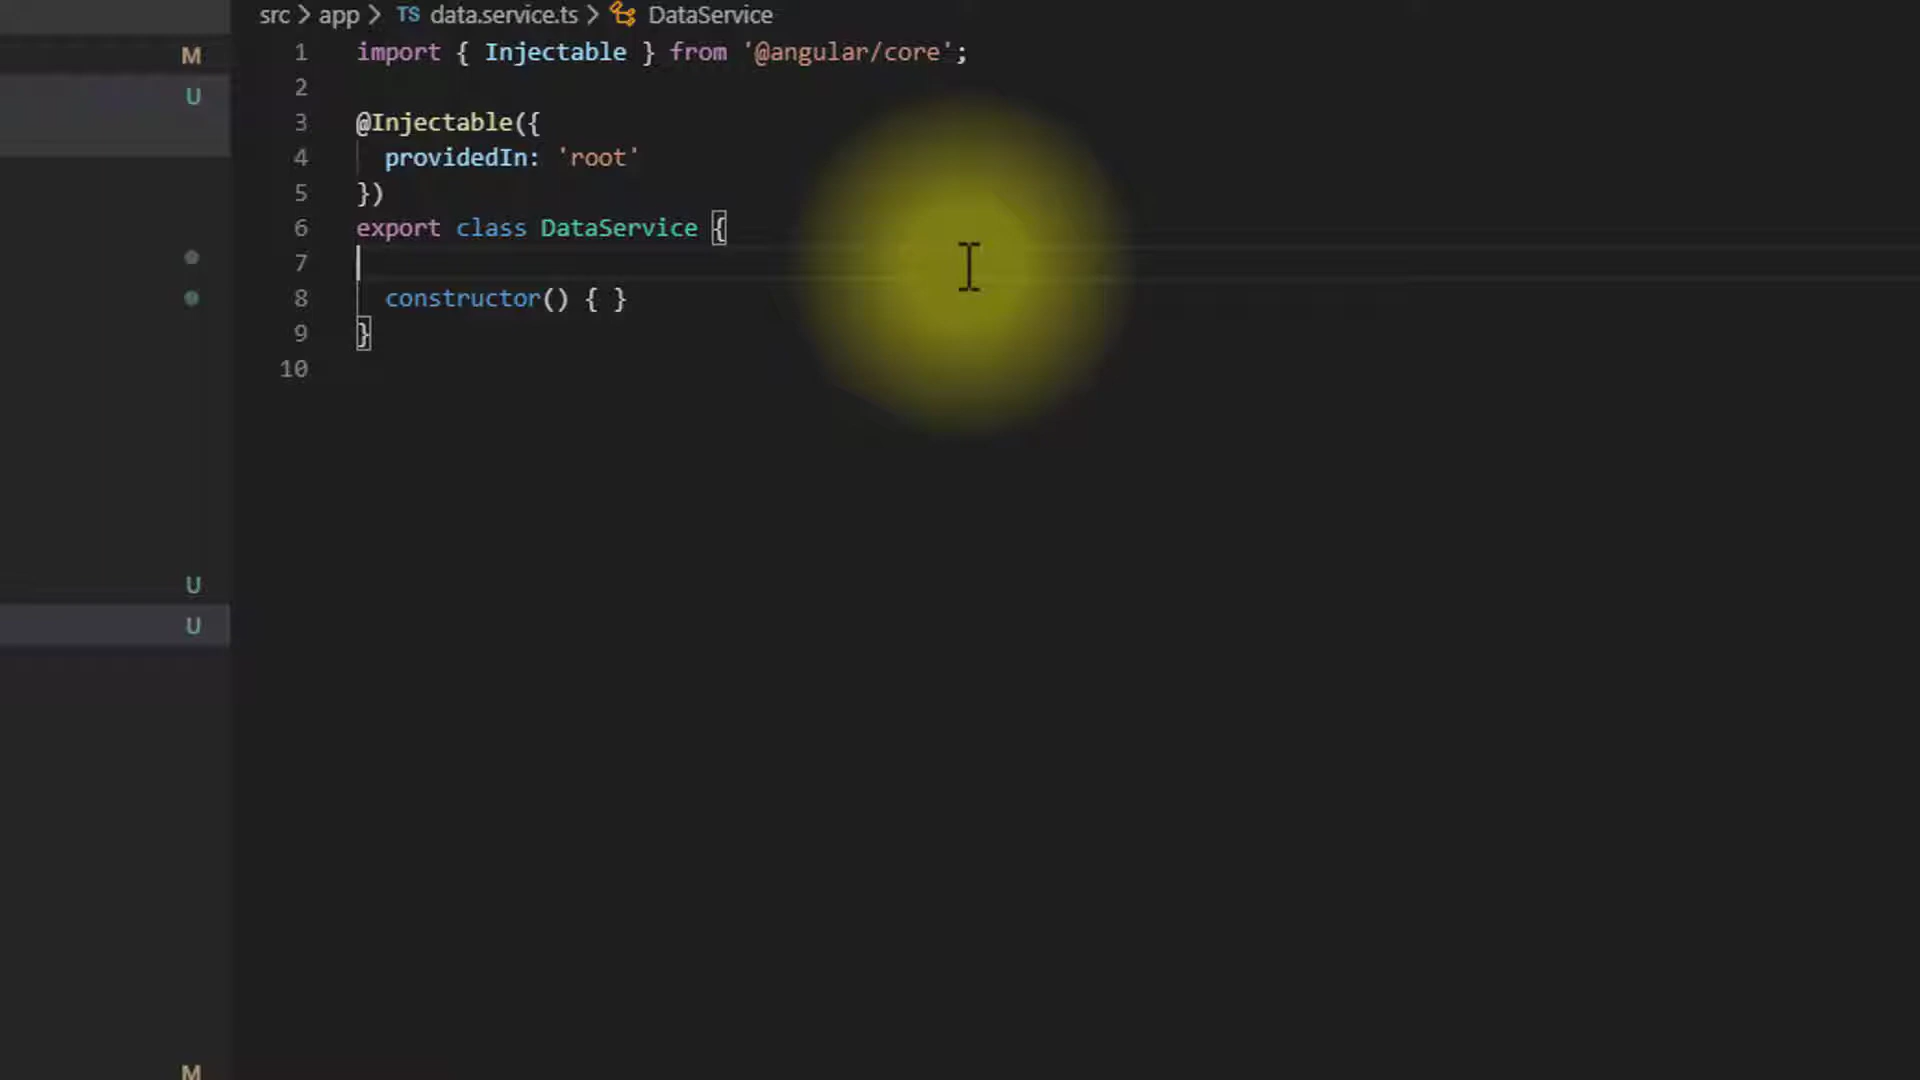 src > app > TS data.service.ts > DataService
M
1 import { Injectable } from '@angular/core';
2
U
3 @Injectable({
4 providedIn: 'root'
5 })
6 export class DataService {
7
8 constructor() { }
9 }
10
U
U
M